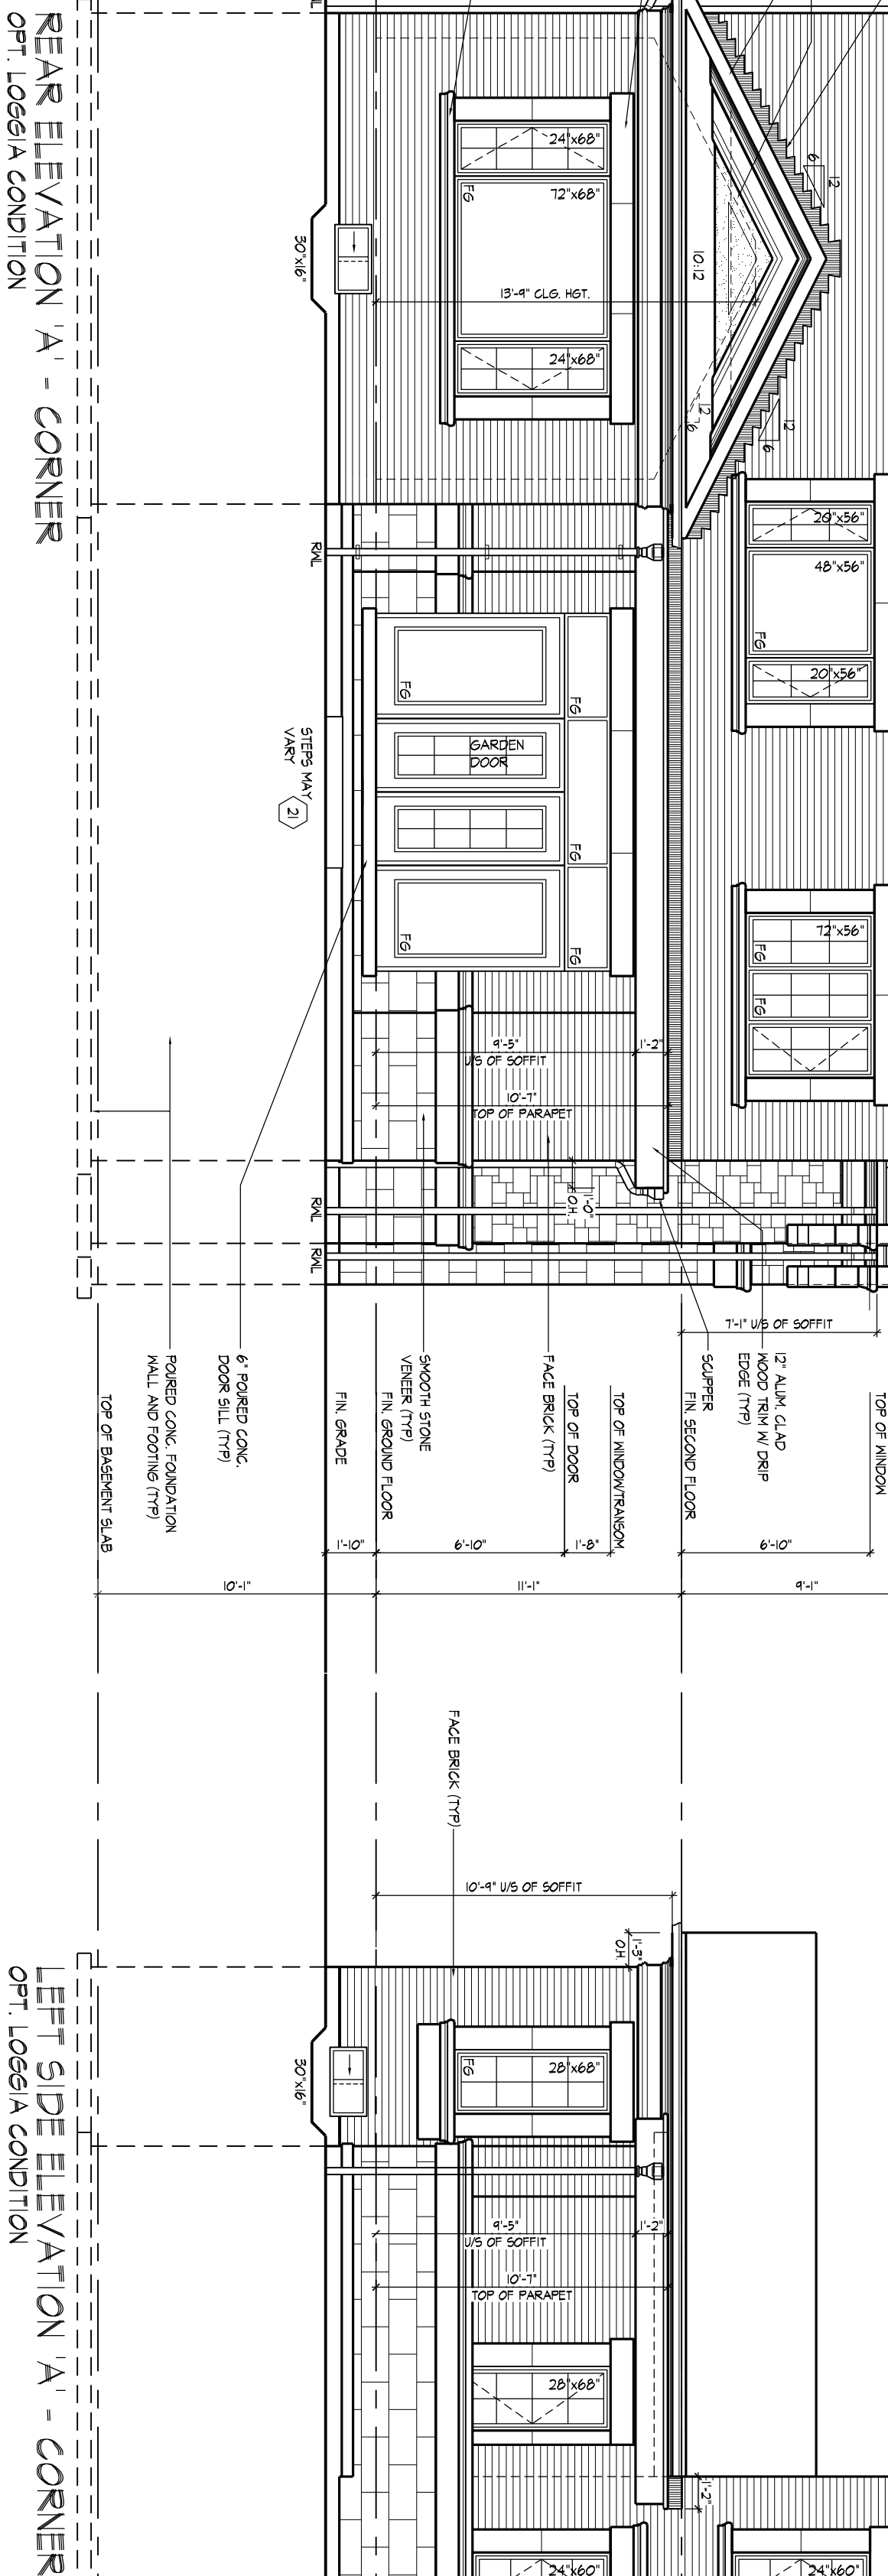 12
6
10:12
12
6
12
6
24"x68"
72"x68"
FG
24"x68"
13'-9" CLG. HGT.
30"x16"
20"x56"
48"x56"
FG
20"x56"
RWL
FG
FG
GARDEN
DOOR
FG
FG
FG
STEPS MAY
VARY
21
72"x56"
FG
FG
9'-5"
U/S OF SOFFIT
1'-2"
10'-7"
TOP OF PARAPET
1'-0"
O.H.
RWL
RWL
7'-1" U/S OF SOFFIT
TOP OF WINDOW
12" ALUM. CLAD
WOOD TRIM W/ DRIP
EDGE (TYP)
SCUPPER
FIN. SECOND FLOOR
TOP OF WINDOW/TRANSOM
TOP OF DOOR
FACE BRICK (TYP)
SMOOTH STONE
VENEER (TYP)
FIN. GROUND FLOOR
FIN. GRADE
6" POURED CONC.
DOOR SILL (TYP)
POURED CONC. FOUNDATION
WALL AND FOOTING (TYP)
TOP OF BASEMENT SLAB
6'-10"
1'-8"
6'-10"
1'-10"
9'-1"
11'-1"
10'-1"
REAR ELEVATION 'A' - CORNER
OPT. LOGGIA CONDITION
FACE BRICK (TYP)
10'-9" U/S OF SOFFIT
1'-3"
O.H.
28"x68"
FG
30"x16"
9'-5"
U/S OF SOFFIT
1'-2"
10'-7"
TOP OF PARAPET
28"x68"
1'-2"
24"x60"
24"x60"
LEFT SIDE ELEVATION 'A' - CORNER
OPT. LOGGIA CONDITION